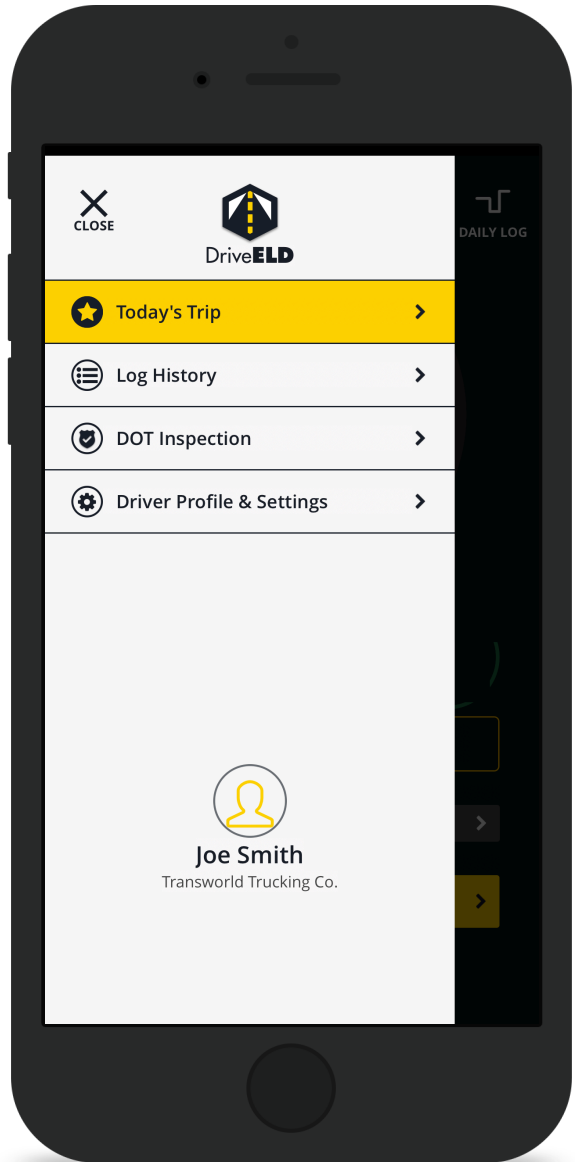 CLOSE
DriveELD
DAILY LOG
Today's Trip
Log History
DOT Inspection
Driver Profile & Settings
Joe Smith
Transworld Trucking Co.